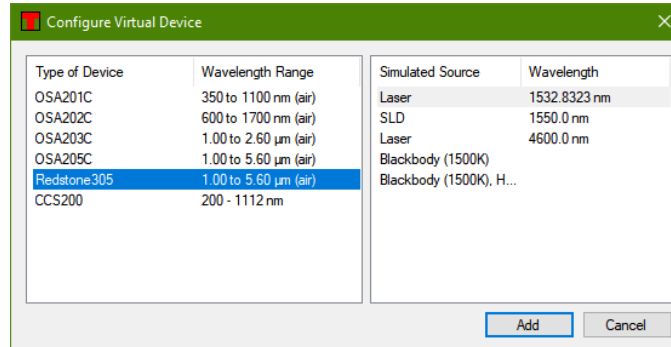 Configure Virtual Device
Type of Device Wavelength Range
OSA201C 350 to 1100 nm (air)
OSA202C 600 to 1700 nm (air)
OSA203C 1.00 to 2.60 µm (air)
OSA205C 1.00 to 5.60 µm (air)
Redstone305 1.00 to 5.60 µm (air)
CCS200 200 - 1112 nm
Simulated Source Wavelength
Laser 1532.8323 nm
SLD 1550.0 nm
Laser 4600.0 nm
Blackbody (1500K)
Blackbody (1500K), H...
Add Cancel